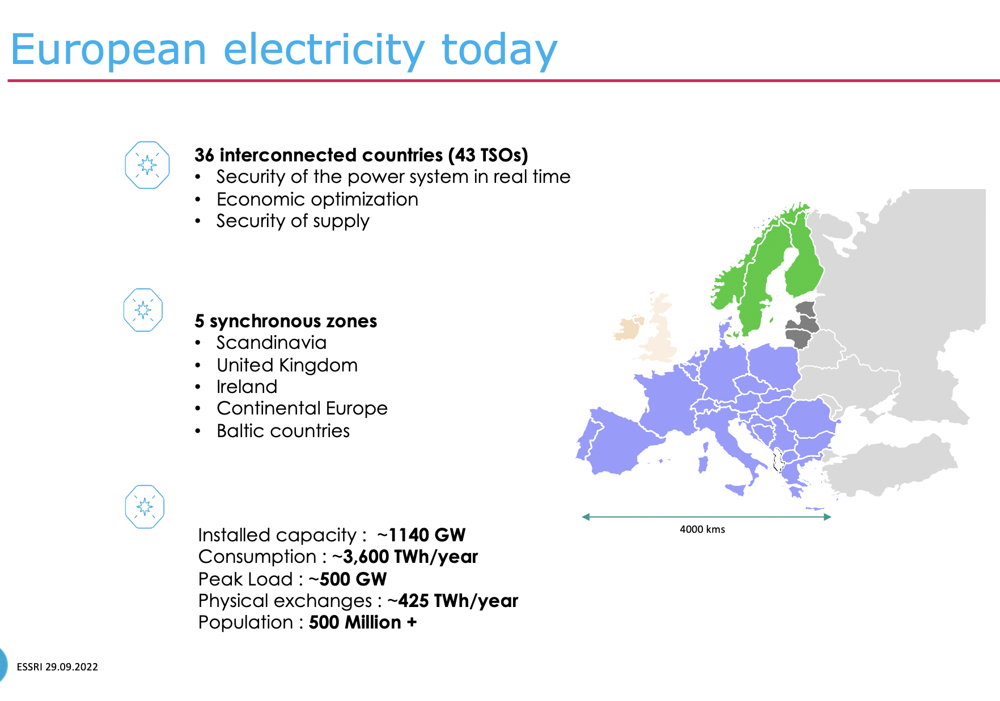 European electricity today
36 interconnected countries (43 TSOs)
• Security of the power system in real time
• Economic optimization
• Security of supply
5 synchronous zones
• Scandinavia
• United Kingdom
• Ireland
• Continental Europe
• Baltic countries
4000 kms
Installed capacity :  ~1140 GW
Consumption : ~3,600 TWh/year
Peak Load : ~500 GW
Physical exchanges : ~425 TWh/year
Population : 500 Million +
ESSRI 29.09.2022